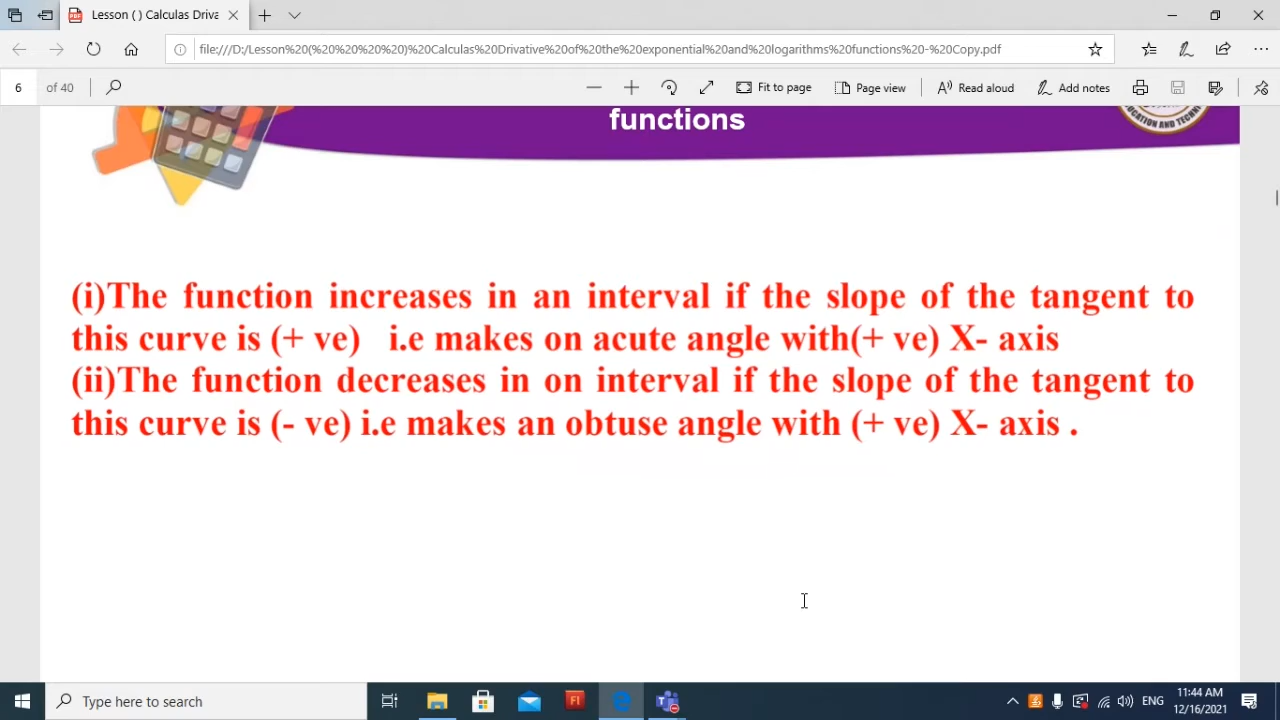 Lesson ( ) Calculas Driva
file:///D:/Lesson%20(%20%20%20%20)%20Calculas%20Drivative%20of%20the%20exponential%20and%20logarithms%20functions%20-%20Copy.pdf
6 of 40 Fit to page Page view Read aloud Add notes
functions
UCATION AND TECHN
(i)The function increases in an interval if the slope of the tangent to
this curve is (+ ve) i.e makes on acute angle with(+ ve) X- axis
(ii)The function decreases in on interval if the slope of the tangent to
this curve is (- ve) i.e makes an obtuse angle with (+ ve) X- axis .
Type here to search
ENG
11:44 AM
12/16/2021